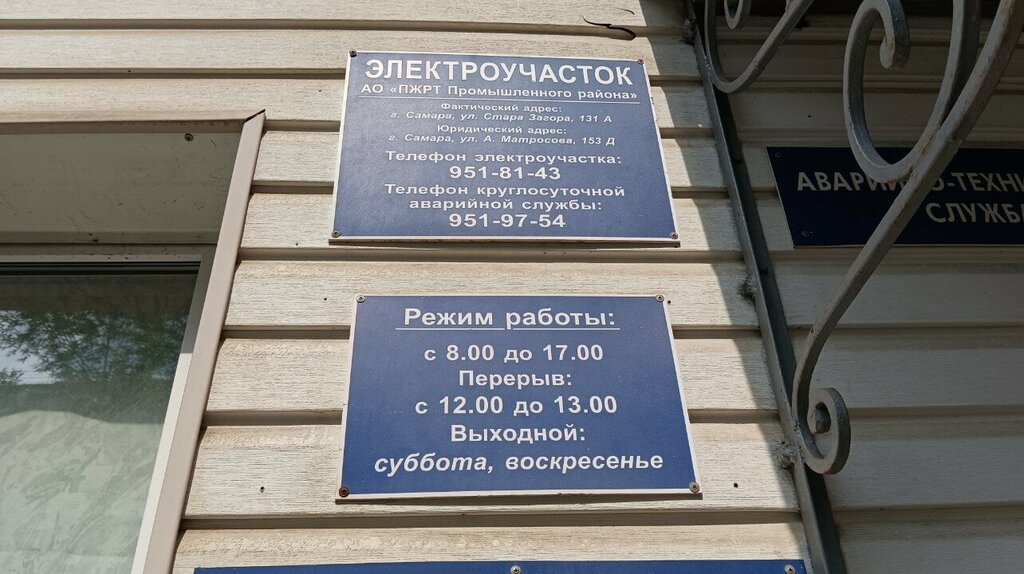 ЭЛЕКТРОУЧАСТОК
АО «ПЖРТ Промышленного района»
Фактический адрес:
г. Самара, ул. Стара Загора, 131 А
Юридический адрес:
г. Самара, ул. А. Матросова, 153 Д
Телефон электроучастка:
951-81-43
Телефон круглосуточной
аварийной службы:
951-97-54
Режим работы:
с 8.00 до 17.00
Перерыв:
с 12.00 до 13.00
Выходной:
суббота, воскресенье
СЛУЖБА